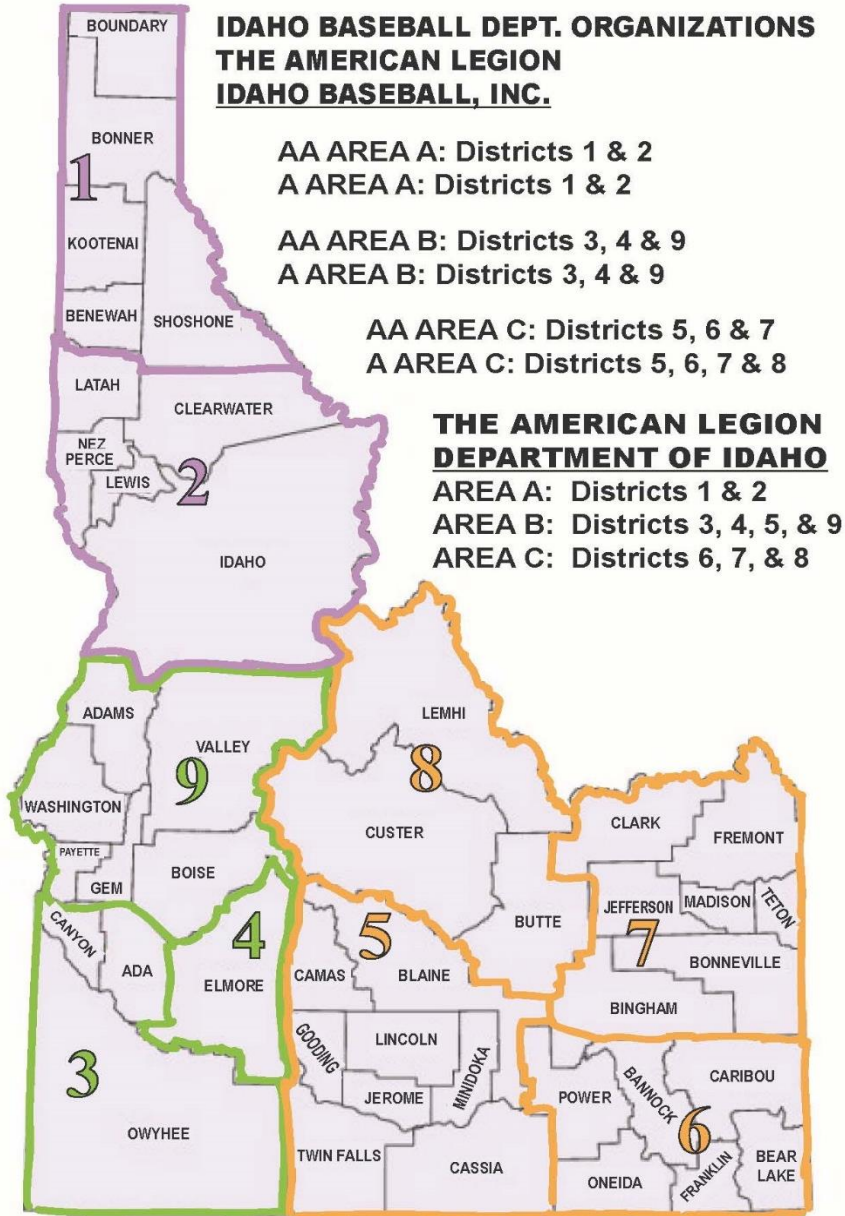 IDAHO BASEBALL DEPT. ORGANIZATIONS
THE AMERICAN LEGION
IDAHO BASEBALL, INC.
AA AREA A: Districts 1 & 2
A AREA A: Districts 1 & 2
AA AREA B: Districts 3, 4 & 9
A AREA B: Districts 3, 4 & 9
AA AREA C: Districts 5, 6 & 7
A AREA C: Districts 5, 6, 7 & 8
THE AMERICAN LEGION
DEPARTMENT OF IDAHO
AREA A: Districts 1 & 2
AREA B: Districts 3, 4, 5, & 9
AREA C: Districts 6, 7, & 8
BOUNDARY
BONNER
1
KOOTENAI
BENEWAH
SHOSHONE
LATAH
CLEARWATER
NEZ
PERCE
LEWIS
2
IDAHO
ADAMS
VALLEY
9
WASHINGTON
PAYETTE
GEM
BOISE
LEMHI
8
CUSTER
BUTTE
CLARK
FREMONT
JEFFERSON
MADISON
TETON
7
BONNEVILLE
BINGHAM
CANYON
ADA
4
ELMORE
3
OWYHEE
5
CAMAS
BLAINE
GOODING
LINCOLN
JEROME
MINIDOKA
TWIN FALLS
CASSIA
POWER
BANNOCK
CARIBOU
6
ONEIDA
FRANKLIN
BEAR
LAKE